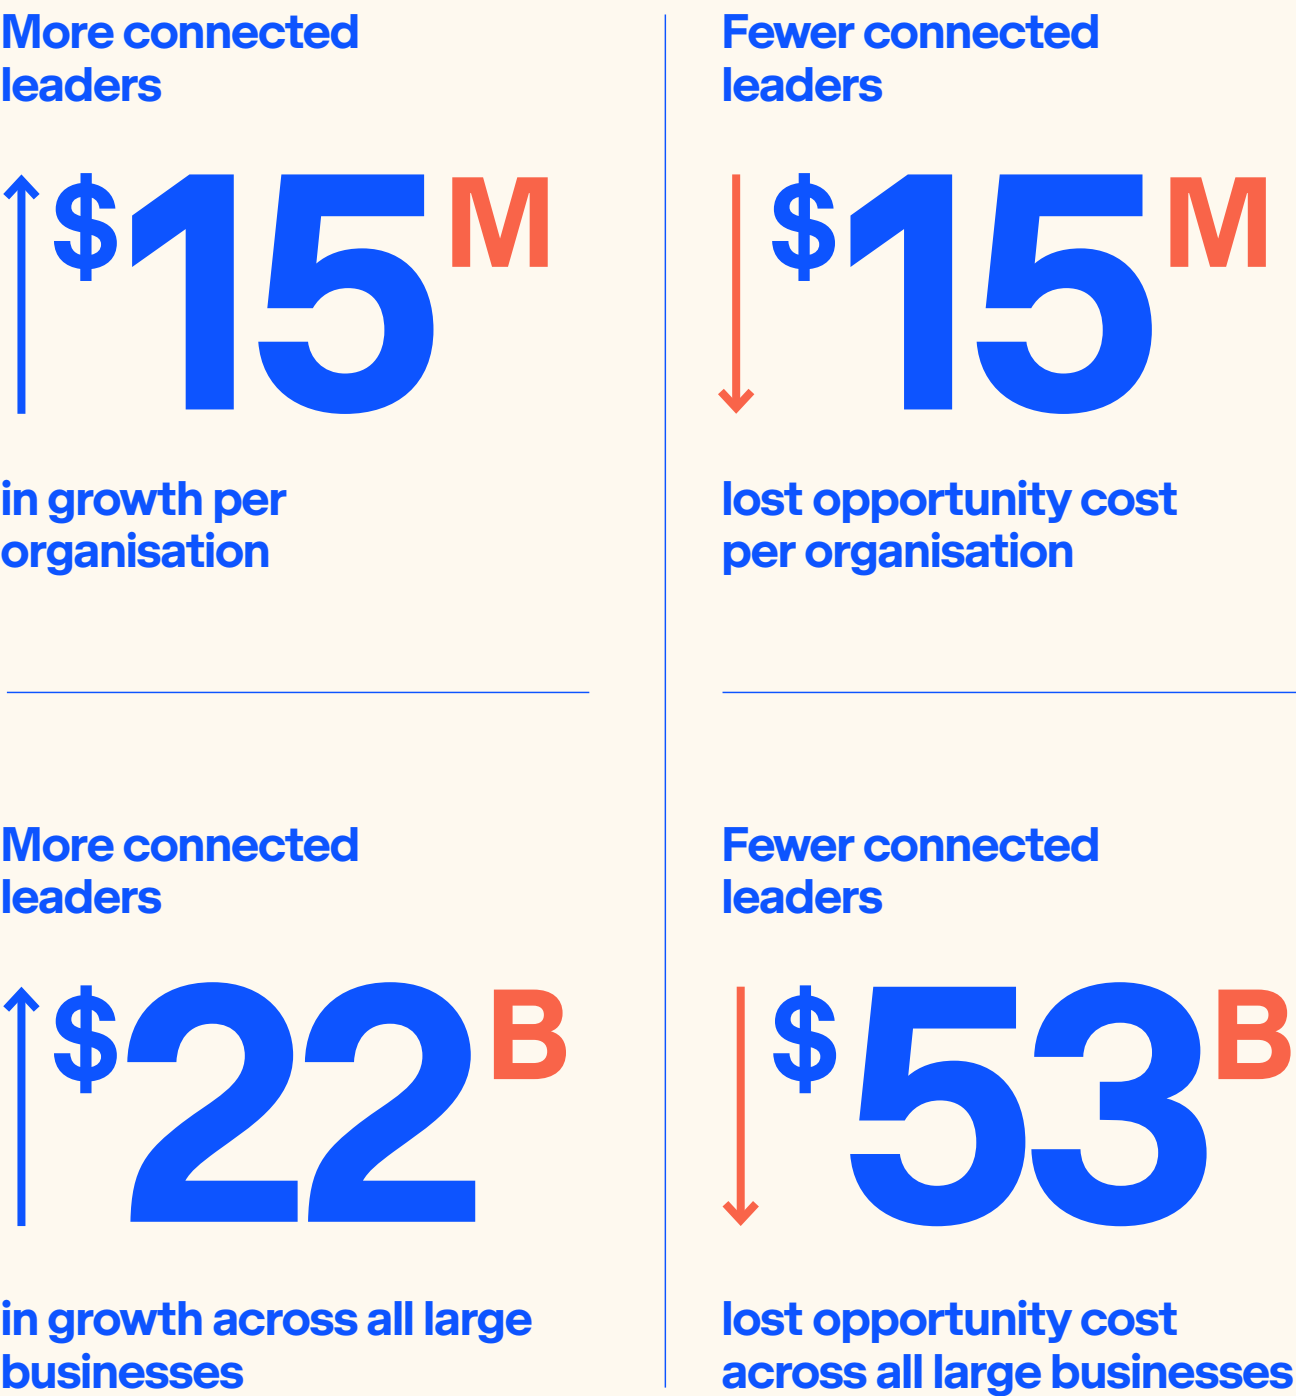 More connected
leaders
$15M
in growth per
organisation
Fewer connected
leaders
$15M
lost opportunity cost
per organisation
More connected
leaders
$22B
in growth across all large
businesses
Fewer connected
leaders
$53B
lost opportunity cost
across all large businesses